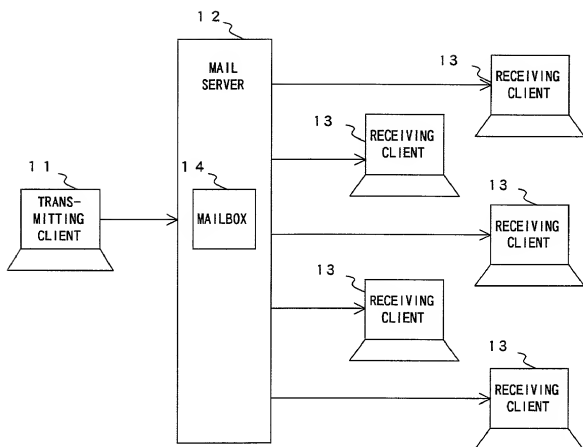 12
MAIL
SERVER
13
RECEIVING
CLIENT
13
RECEIVING
CLIENT
11
TRANS-
MITTING
CLIENT
14
MAILBOX
13
RECEIVING
CLIENT
13
RECEIVING
CLIENT
13
RECEIVING
CLIENT